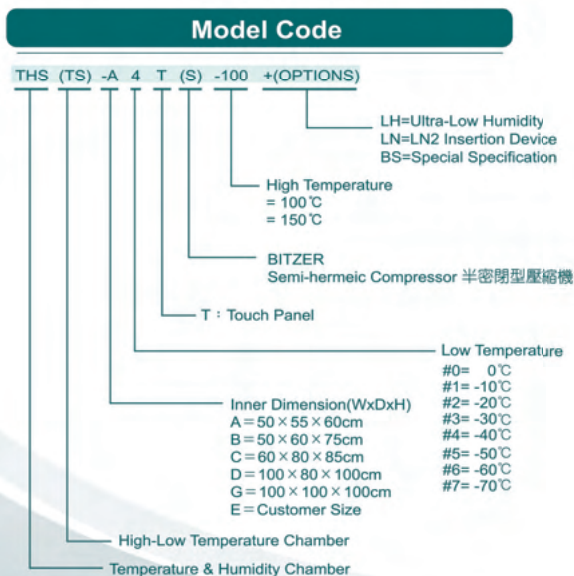 Model Code
THS (TS) -A 4 T (S) -100 +(OPTIONS)
LH=Ultra-Low Humidity
LN=LN2 Insertion Device
BS=Special Specification
High Temperature
= 100℃
= 150℃
BITZER
Semi-hermeic Compressor 半密閉型壓縮機
T：Touch Panel
Low Temperature
#0= 0℃
#1= -10℃
#2= -20℃
#3= -30℃
#4= -40℃
#5= -50℃
#6= -60℃
#7= -70℃
Inner Dimension(WxDxH)
A=50×55×60cm
B=50×60×75cm
C=60×80×85cm
D=100×80×100cm
G=100×100×100cm
E=Customer Size
High-Low Temperature Chamber
Temperature & Humidity Chamber